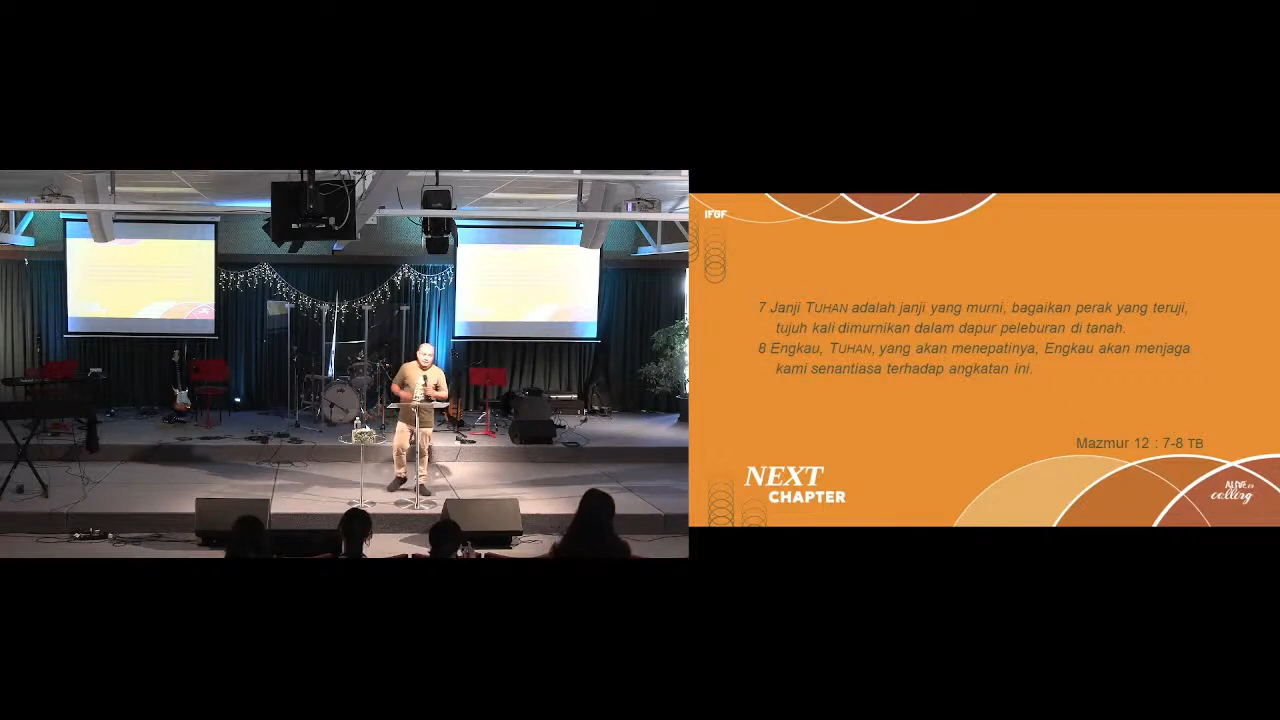 IFGF
7 Janji TUHAN adalah janji yang murni, bagaikan perak yang teruji,
tujuh kali dimurnikan dalam dapur peleburan di tanah.
8 Engkau, TUHAN, yang akan menepatinya, Engkau akan menjaga
kami senantiasa terhadap angkatan ini.
Mazmur 12 : 7-8 TB
NEXT
CHAPTER
calling